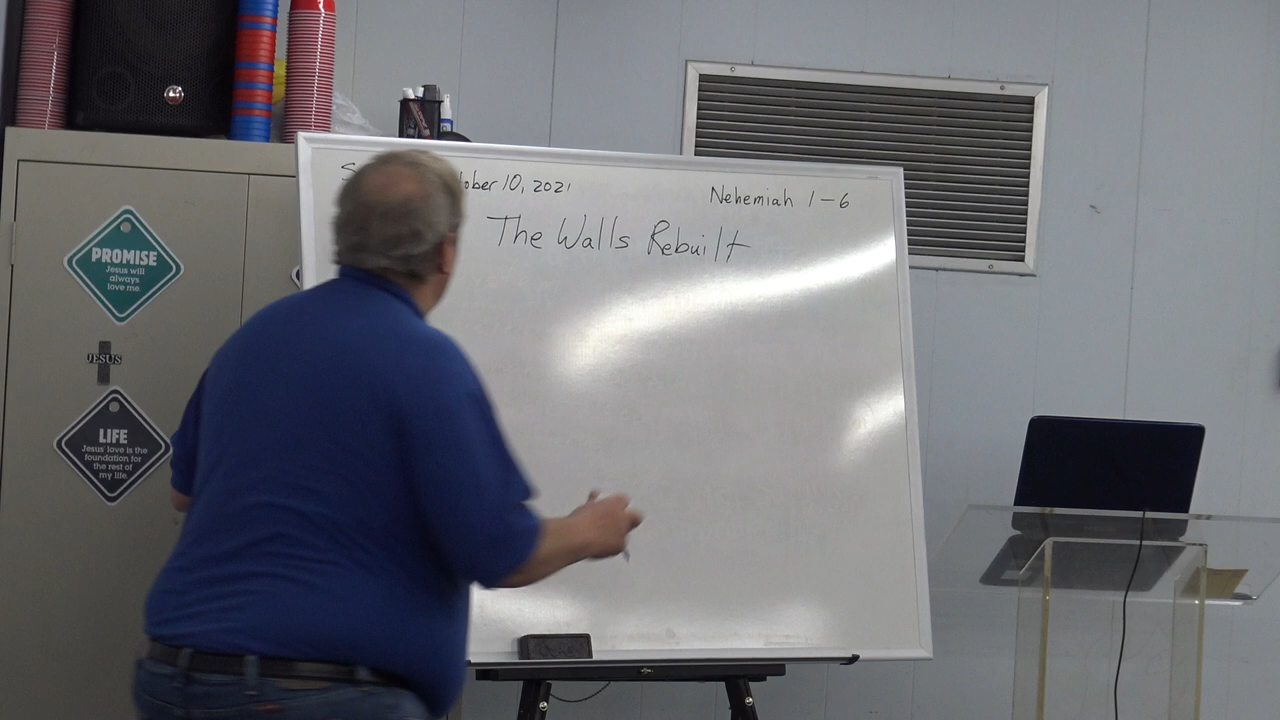 ober 10, 2021
Nehemiah 1-6
The Walls Rebuilt
PROMISE
Jesus will
always
love me.
JESUS
LIFE
Jesus' love is the
foundation for
the rest of
my life.